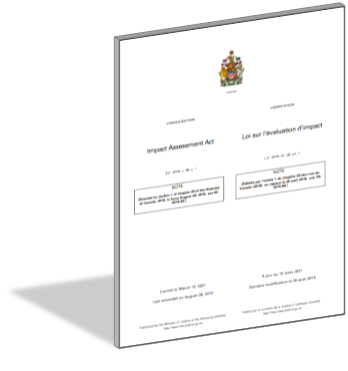 CONSOLIDATION
Impact Assessment Act
S.C. 2019, c. 28, s. 1
NOTE
[Enacted by section 1 of chapter 28 of the Statutes
of Canada, 2019, in force August 28, 2019, see SI/
2019-86.]
Current to March 15, 2021
Last amended on August 28, 2019
Published by the Minister of Justice at the following address:
http://laws-lois.justice.gc.ca
CODIFICATION
Loi sur l'évaluation d'impact
L.C. 2019, ch. 28, art. 1
NOTE
[Édictée par l'article 1 du chapitre 28 des Lois du
Canada (2019), en vigueur le 28 août 2019, voir TR/
2019-86.]
À jour au 15 mars 2021
Dernière modification le 28 août 2019
Publié par le ministre de la Justice à l'adresse suivante :
http://lois-laws.justice.gc.ca